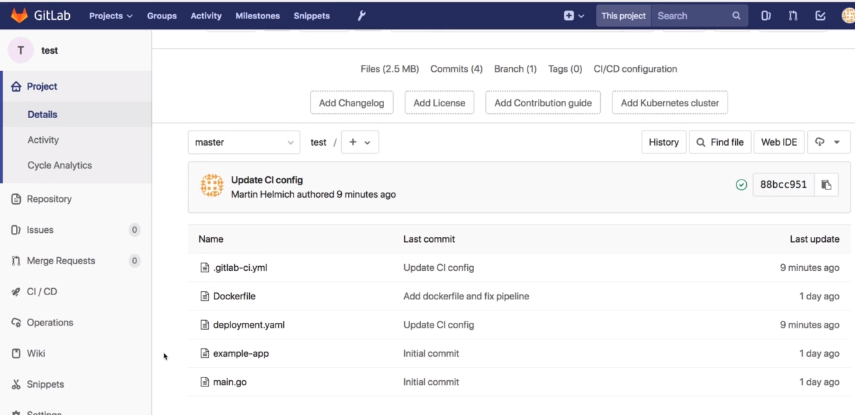 GitLab Projects Groups Activity Milestones Snippets This project Search
T test
Project
Details
Activity
Cycle Analytics
Repository
Issues 0
Merge Requests 0
CI / CD
Operations
Wiki
Snippets
Settings
Files (2.5 MB) Commits (4) Branch (1) Tags (0) CI/CD configuration
Add Changelog Add License Add Contribution guide Add Kubernetes cluster
master test / + History Find file Web IDE
Update CI config
Martin Helmich authored 9 minutes ago
88bcc951
Name Last commit Last update
.gitlab-ci.yml Update CI config 9 minutes ago
Dockerfile Add dockerfile and fix pipeline 1 day ago
deployment.yaml Update CI config 9 minutes ago
example-app Initial commit 1 day ago
main.go Initial commit 1 day ago